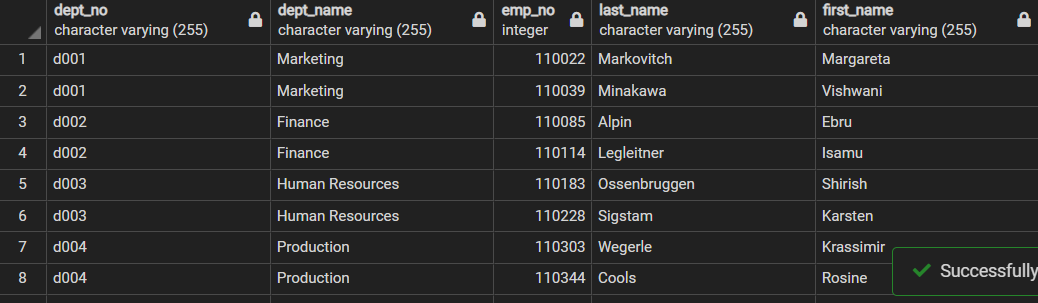 dept_no dept_name emp_no last_name first_name
character varying (255) character varying (255) integer character varying (255) character varying (255)
1 d001 Marketing 110022 Markovitch Margareta
2 d001 Marketing 110039 Minakawa Vishwani
3 d002 Finance 110085 Alpin Ebru
4 d002 Finance 110114 Legleitner Isamu
5 d003 Human Resources 110183 Ossenbruggen Shirish
6 d003 Human Resources 110228 Sigstam Karsten
7 d004 Production 110303 Wegerle Krassimir
8 d004 Production 110344 Cools Rosine
Successfully